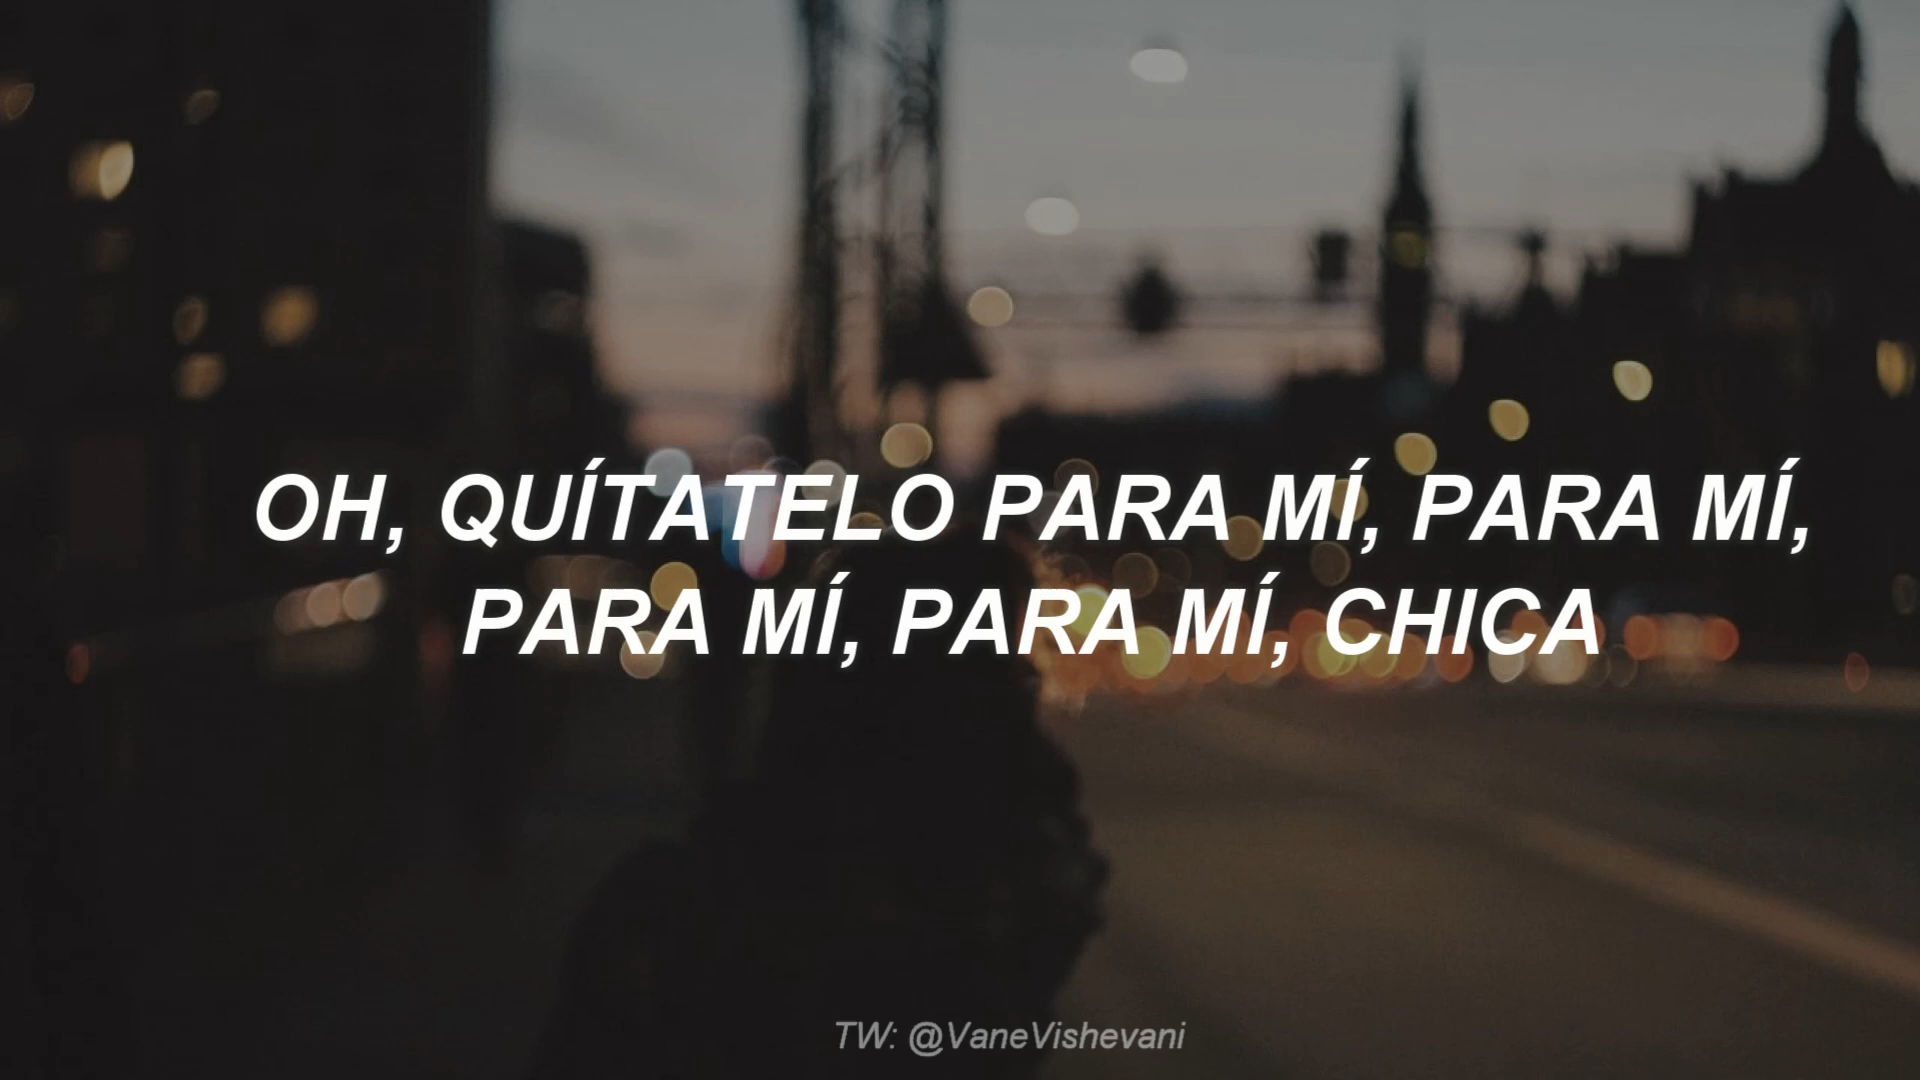 OH, QUÍTATELO PARA MÍ, PARA MÍ,
PARA MÍ, PARA MÍ, CHICA
TW: @VaneVishevani